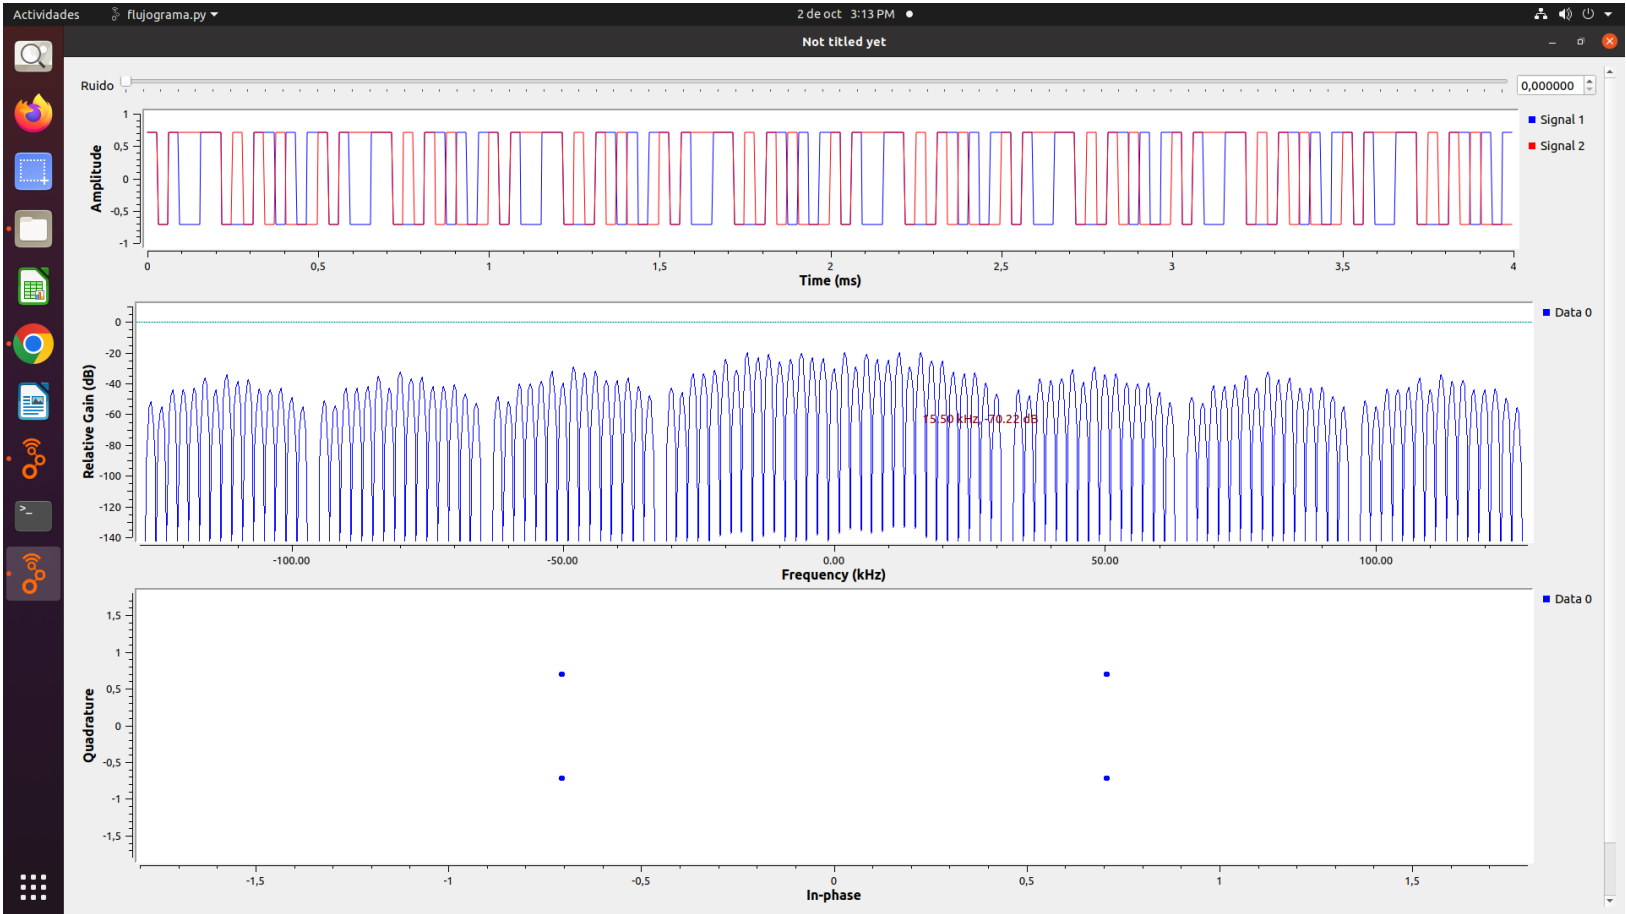 Actividades flujograma.py 2 de oct 3:13 PM
Not titled yet
Ruido 0,000000
1
0,5
0
-0,5
-1
Amplitude
Signal 1
Signal 2
0 0,5 1 1,5 2 2,5 3 3,5 4
Time (ms)
0
-20
-40
-60
-80
-100
-120
-140
Relative Gain (dB)
Data 0
15.50 kHz, -70.22 dB
-100.00 -50.00 0.00 50.00 100.00
Frequency (kHz)
1,5
1
0,5
0
-0,5
-1
-1,5
Quadrature
Data 0
-1,5 -1 -0,5 0 0,5 1 1,5
In-phase